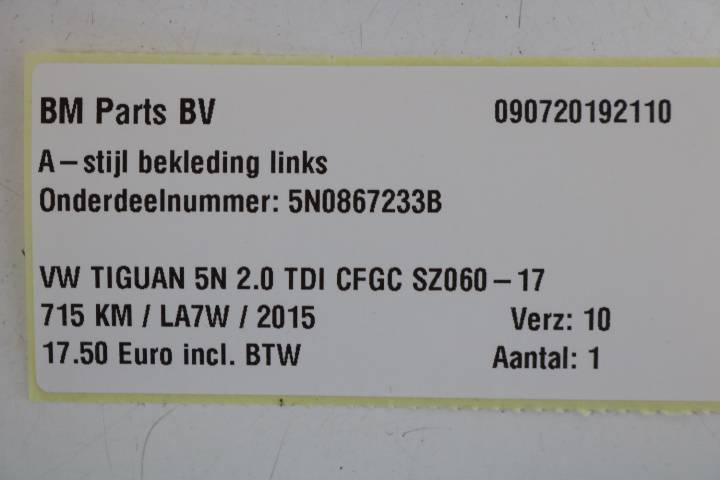 BM Parts BV 090720192110
A-stijl bekleding links
Onderdeelnummer: 5N0867233B
VW TIGUAN 5N 2.0 TDI CFGC SZ060-17
715 KM / LA7W / 2015 Verz: 10
17.50 Euro incl. BTW Aantal: 1